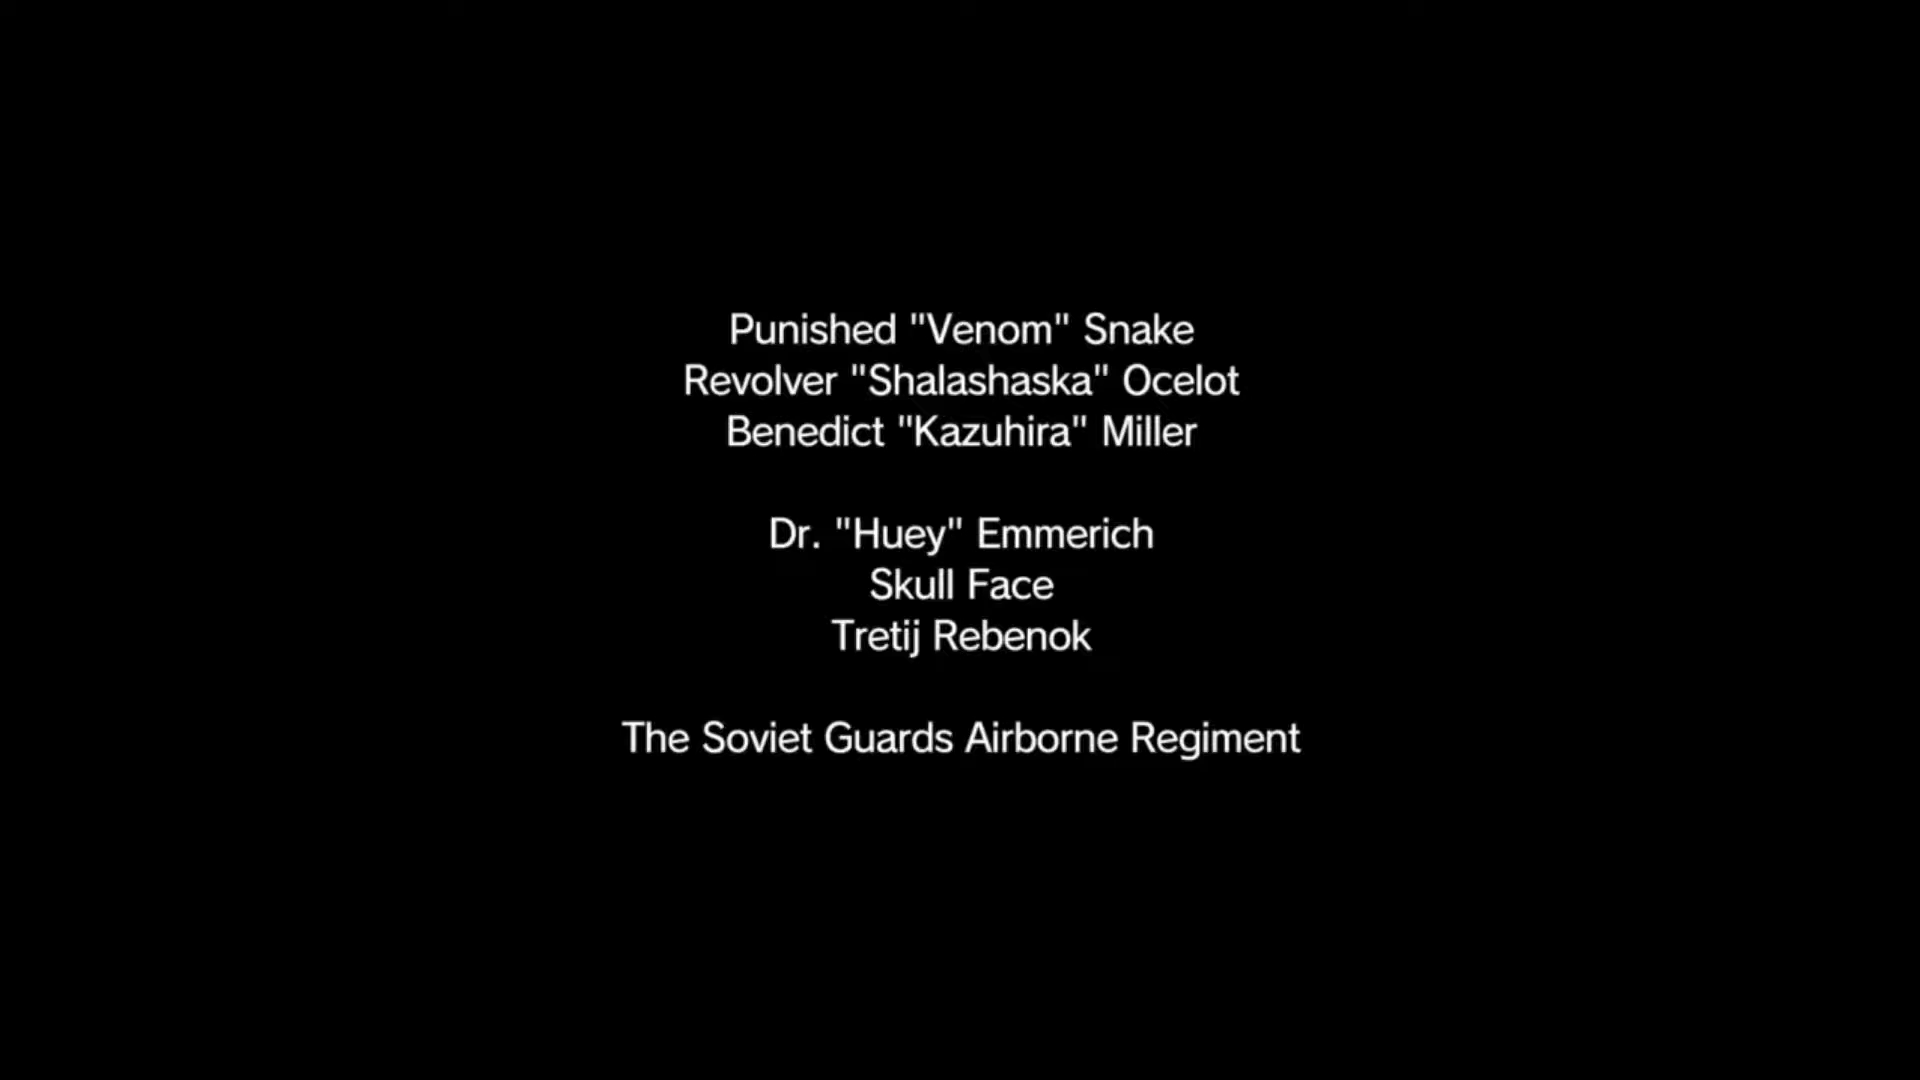 Punished "Venom" Snake
Revolver "Shalashaska" Ocelot
Benedict "Kazuhira" Miller
Dr. "Huey" Emmerich
Skull Face
Tretij Rebenok
The Soviet Guards Airborne Regiment